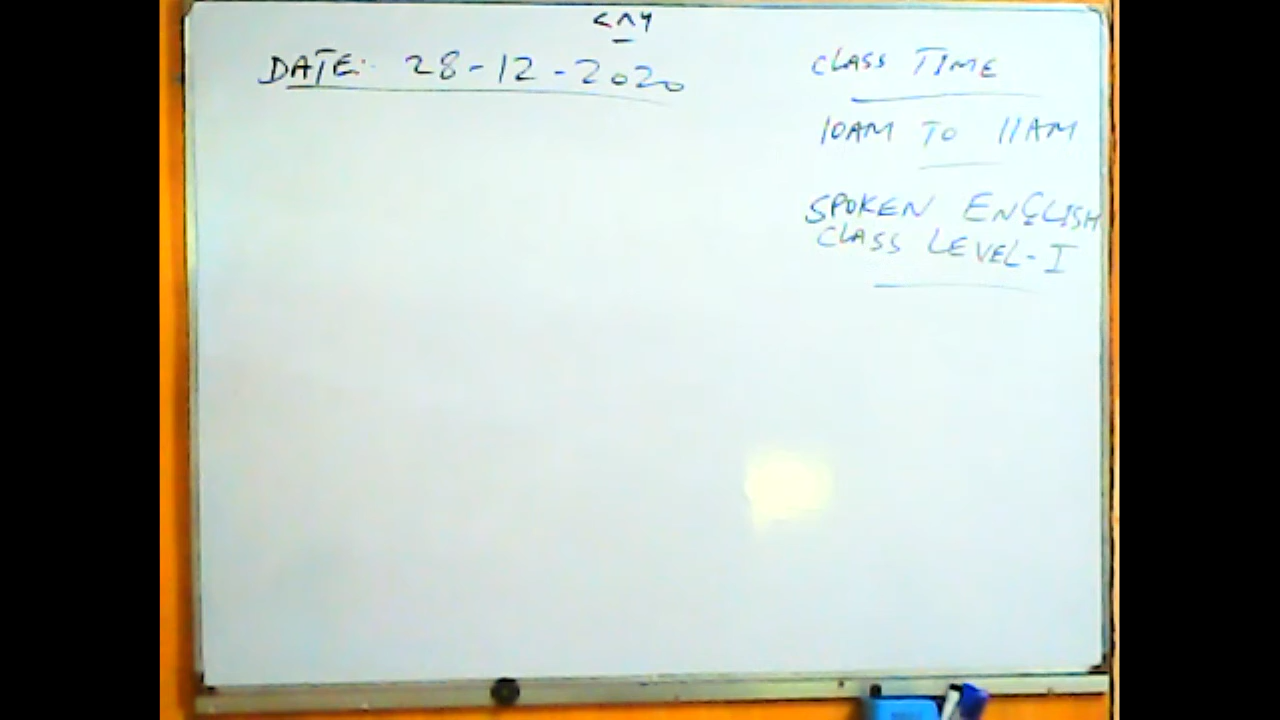 DATE: 28-12-2020
CLASS TIME
10AM TO 11AM
SPOKEN ENGLISH
CLASS LEVEL-I